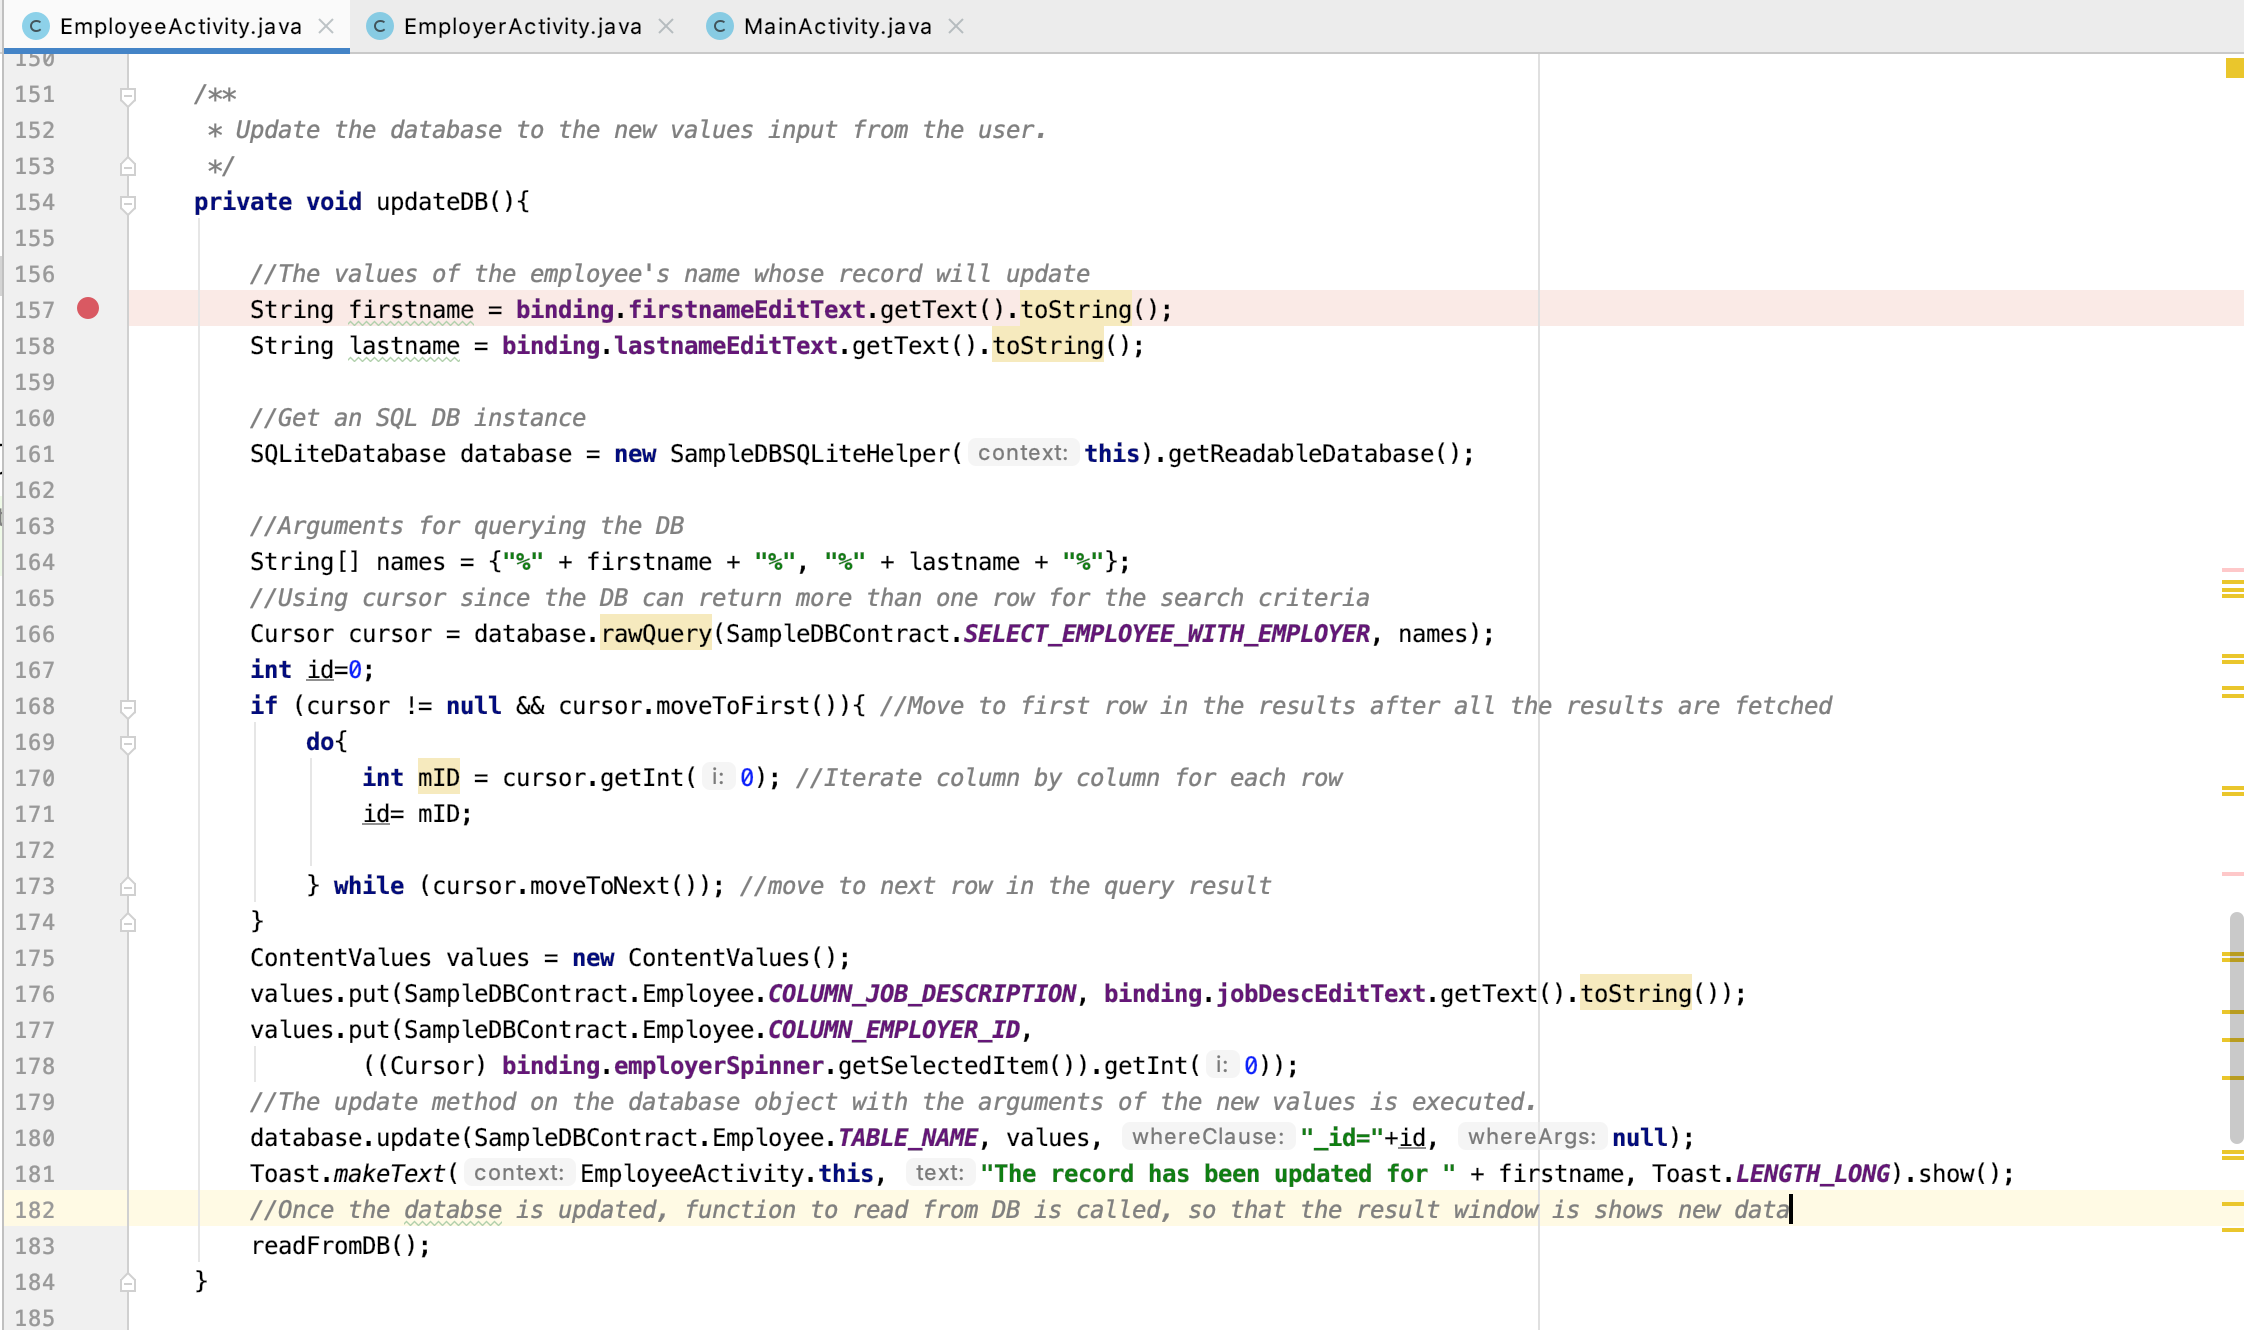 EmployeeActivity.java EmployerActivity.java MainActivity.java
150
151 /**
152 * Update the database to the new values input from the user.
153 */
154 private void updateDB(){
155
156 //The values of the employee's name whose record will update
157 String firstname = binding.firstnameEditText.getText().toString();
158 String lastname = binding.lastnameEditText.getText().toString();
159
160 //Get an SQL DB instance
161 SQLiteDatabase database = new SampleDBSQLiteHelper( context: this).getReadableDatabase();
162
163 //Arguments for querying the DB
164 String[] names = {"%" + firstname + "%", "%" + lastname + "%"};
165 //Using cursor since the DB can return more than one row for the search criteria
166 Cursor cursor = database.rawQuery(SampleDBContract.SELECT_EMPLOYEE_WITH_EMPLOYER, names);
167 int id=0;
168 if (cursor != null && cursor.moveToFirst()){ //Move to first row in the results after all the results are fetched
169 do{
170 int mID = cursor.getInt( i: 0); //Iterate column by column for each row
171 id= mID;
172
173 } while (cursor.moveToNext()); //move to next row in the query result
174 }
175 ContentValues values = new ContentValues();
176 values.put(SampleDBContract.Employee.COLUMN_JOB_DESCRIPTION, binding.jobDescEditText.getText().toString());
177 values.put(SampleDBContract.Employee.COLUMN_EMPLOYER_ID,
178 ((Cursor) binding.employerSpinner.getSelectedItem()).getInt( i: 0));
179 //The update method on the database object with the arguments of the new values is executed.
180 database.update(SampleDBContract.Employee.TABLE_NAME, values, whereClause: "_id="+id, whereArgs: null);
181 Toast.makeText( context: EmployeeActivity.this, text: "The record has been updated for " + firstname, Toast.LENGTH_LONG).show();
182 //Once the databse is updated, function to read from DB is called, so that the result window is shows new data
183 readFromDB();
184 }
185